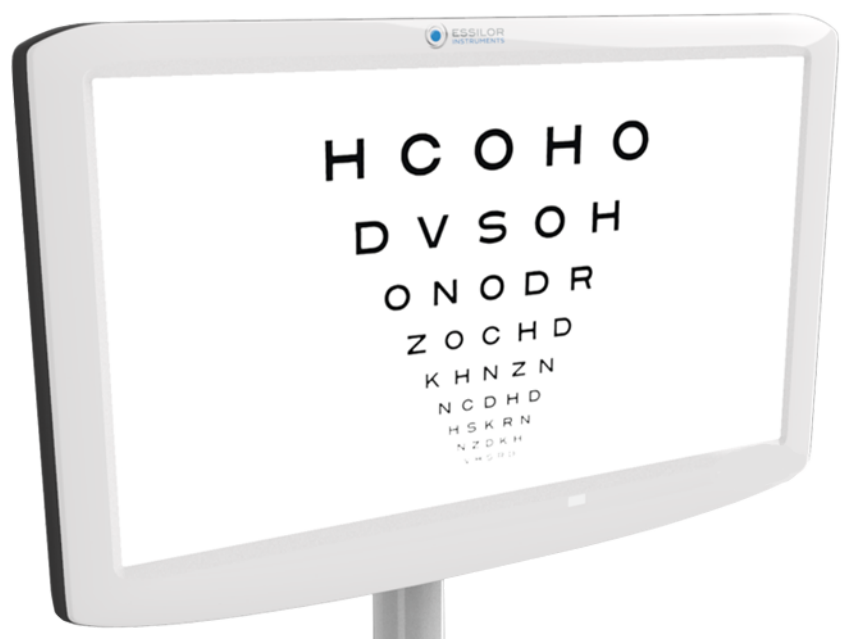 ESSILOR
INSTRUMENTS
H C O H O
D V S O H
O N O D R
Z O C H D
K H N Z N
N C D H D
H S K R N
N Z D K H